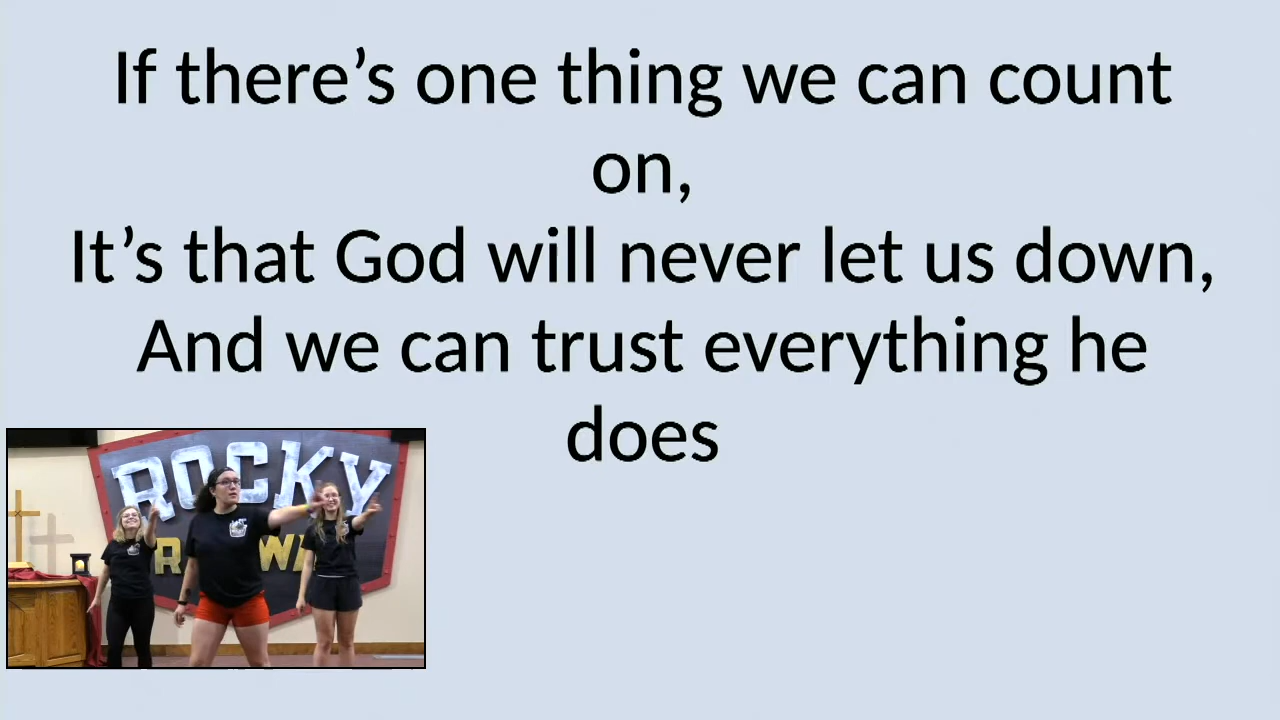 If there’s one thing we can count
on,
It’s that God will never let us down,
And we can trust everything he
does
ROCKY